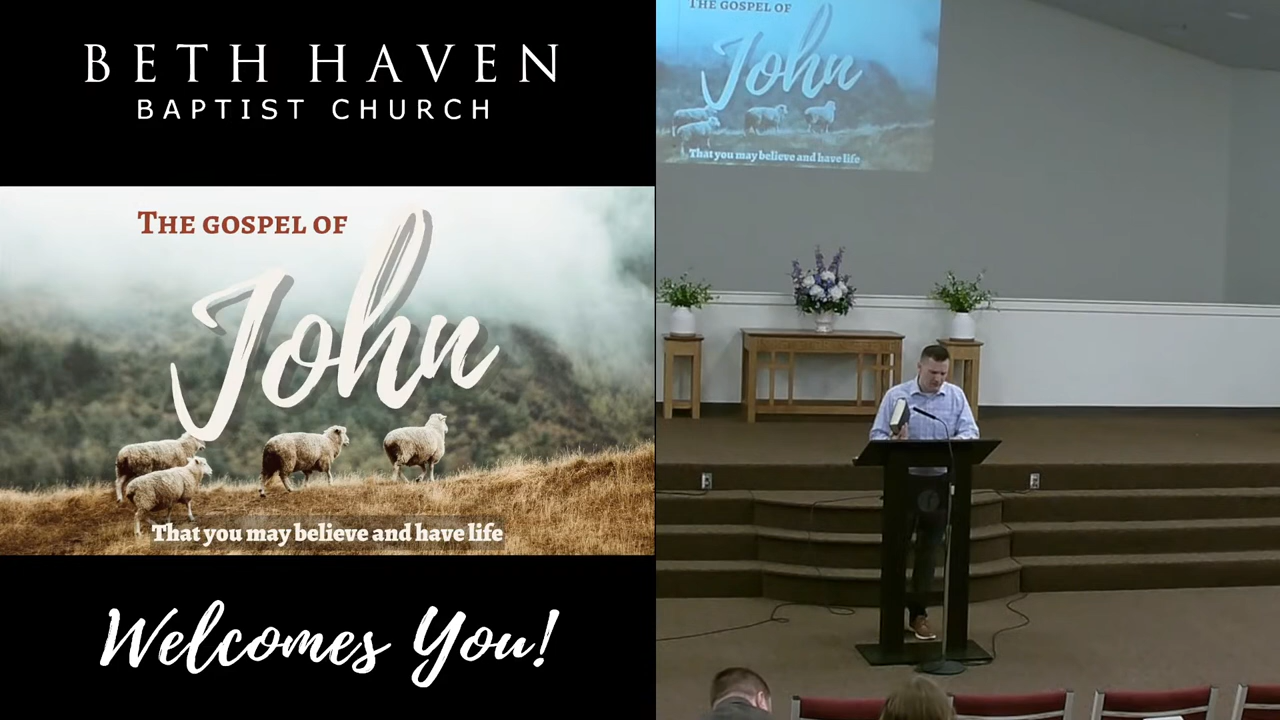 BETH HAVEN
BAPTIST CHURCH
THE GOSPEL OF
John
That you may believe and have life
Welcomes You!
THE GOSPEL OF
John
That you may believe and have life